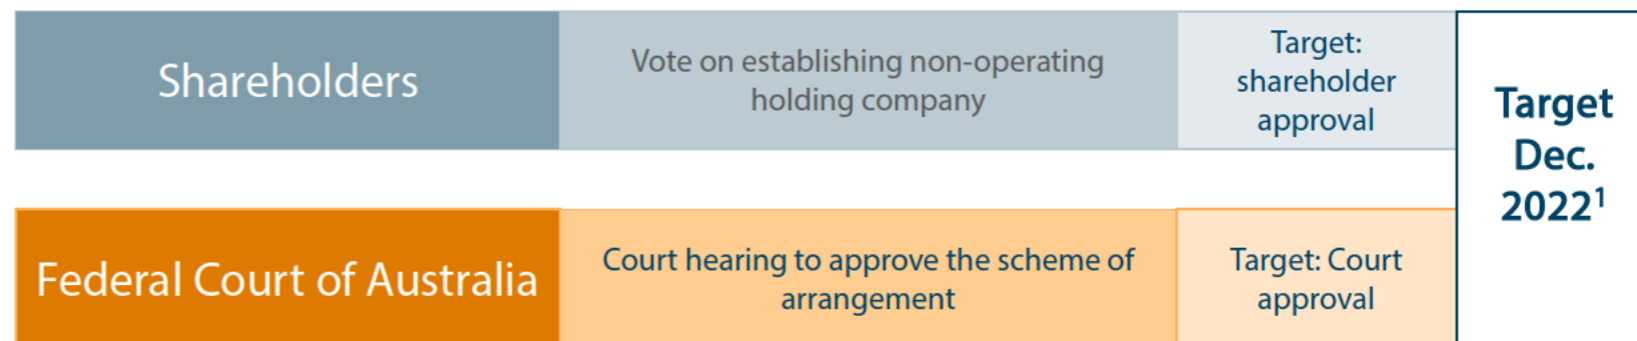 Shareholders
Vote on establishing non-operating
holding company
Target:
shareholder
approval
Target
Dec.
2022¹
Federal Court of Australia
Court hearing to approve the scheme of
arrangement
Target: Court
approval